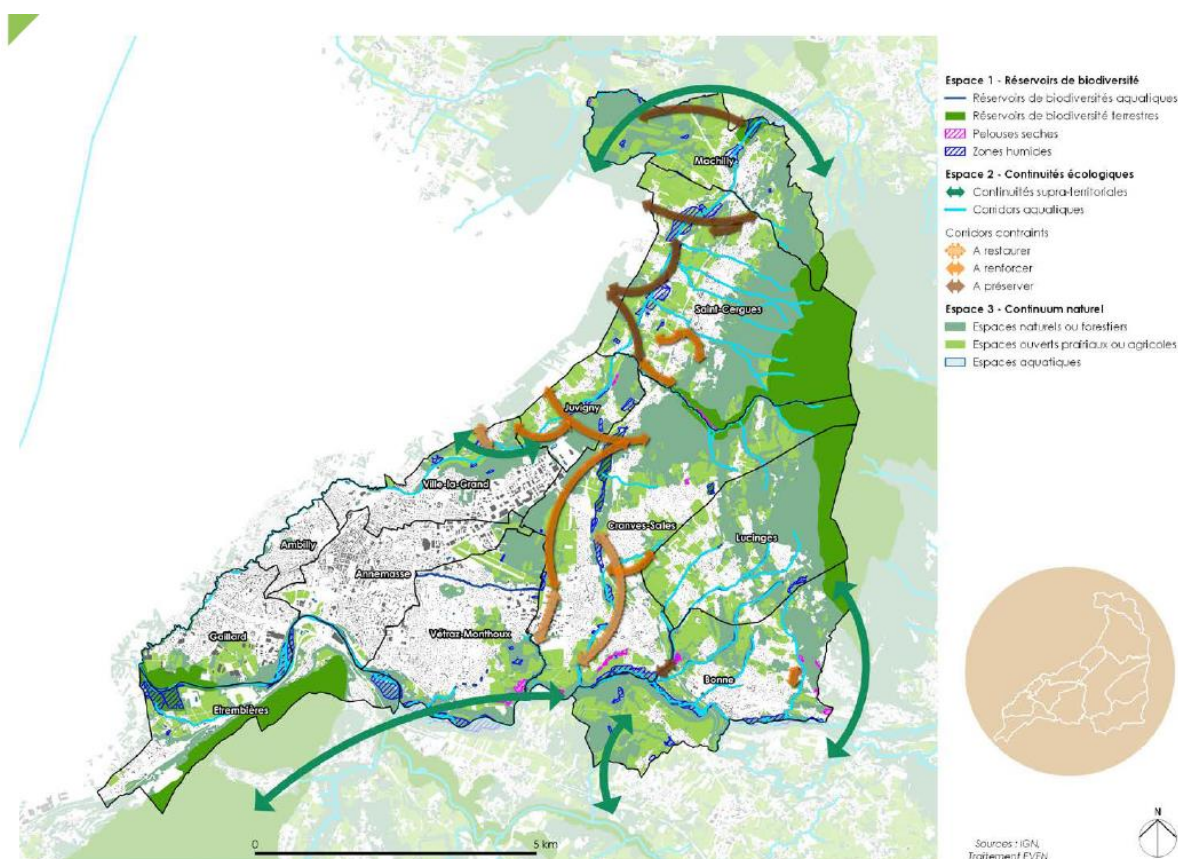 Espace 1 - Réservoirs de biodiversité
Réservoirs de biodiversités aquatiques
Réservoirs de biodiversité terrestres
Pelouses seches
Zones humides
Espace 2 - Continuités écologiques
Continuités supra-territoriales
Corridors aquatiques
Corridors contraints
A restaurer
A renforcer
A préserver
Espace 3 - Continuum naturel
Espaces naturels ou forestiers
Espaces ouverts prairiaux ou agricoles
Espaces aquatiques
Machilly
Saint-Cergues
Juvigny
Ville-la-Grand
Cranves-Sales
Lucinges
Ambilly
Annemasse
Gaillard
Vétraz-Monthoux
Bonne
Etrembières
0 5 km
N
Sources : IGN,
Traitement EVEN